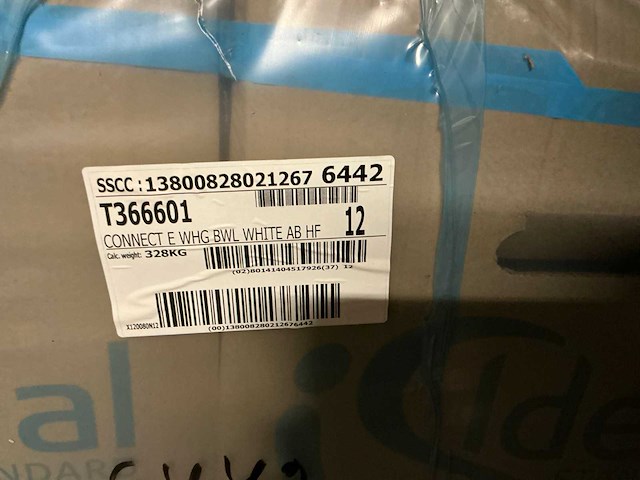 SSCC : 13800828021267 6442
T366601
12
CONNECT E WHG BWL WHITE AB HF
Calc. weight: 328KG
(02)80141404517926(37) 12
X120080N12
(00)138008280212676442
al
NDARD
Ide